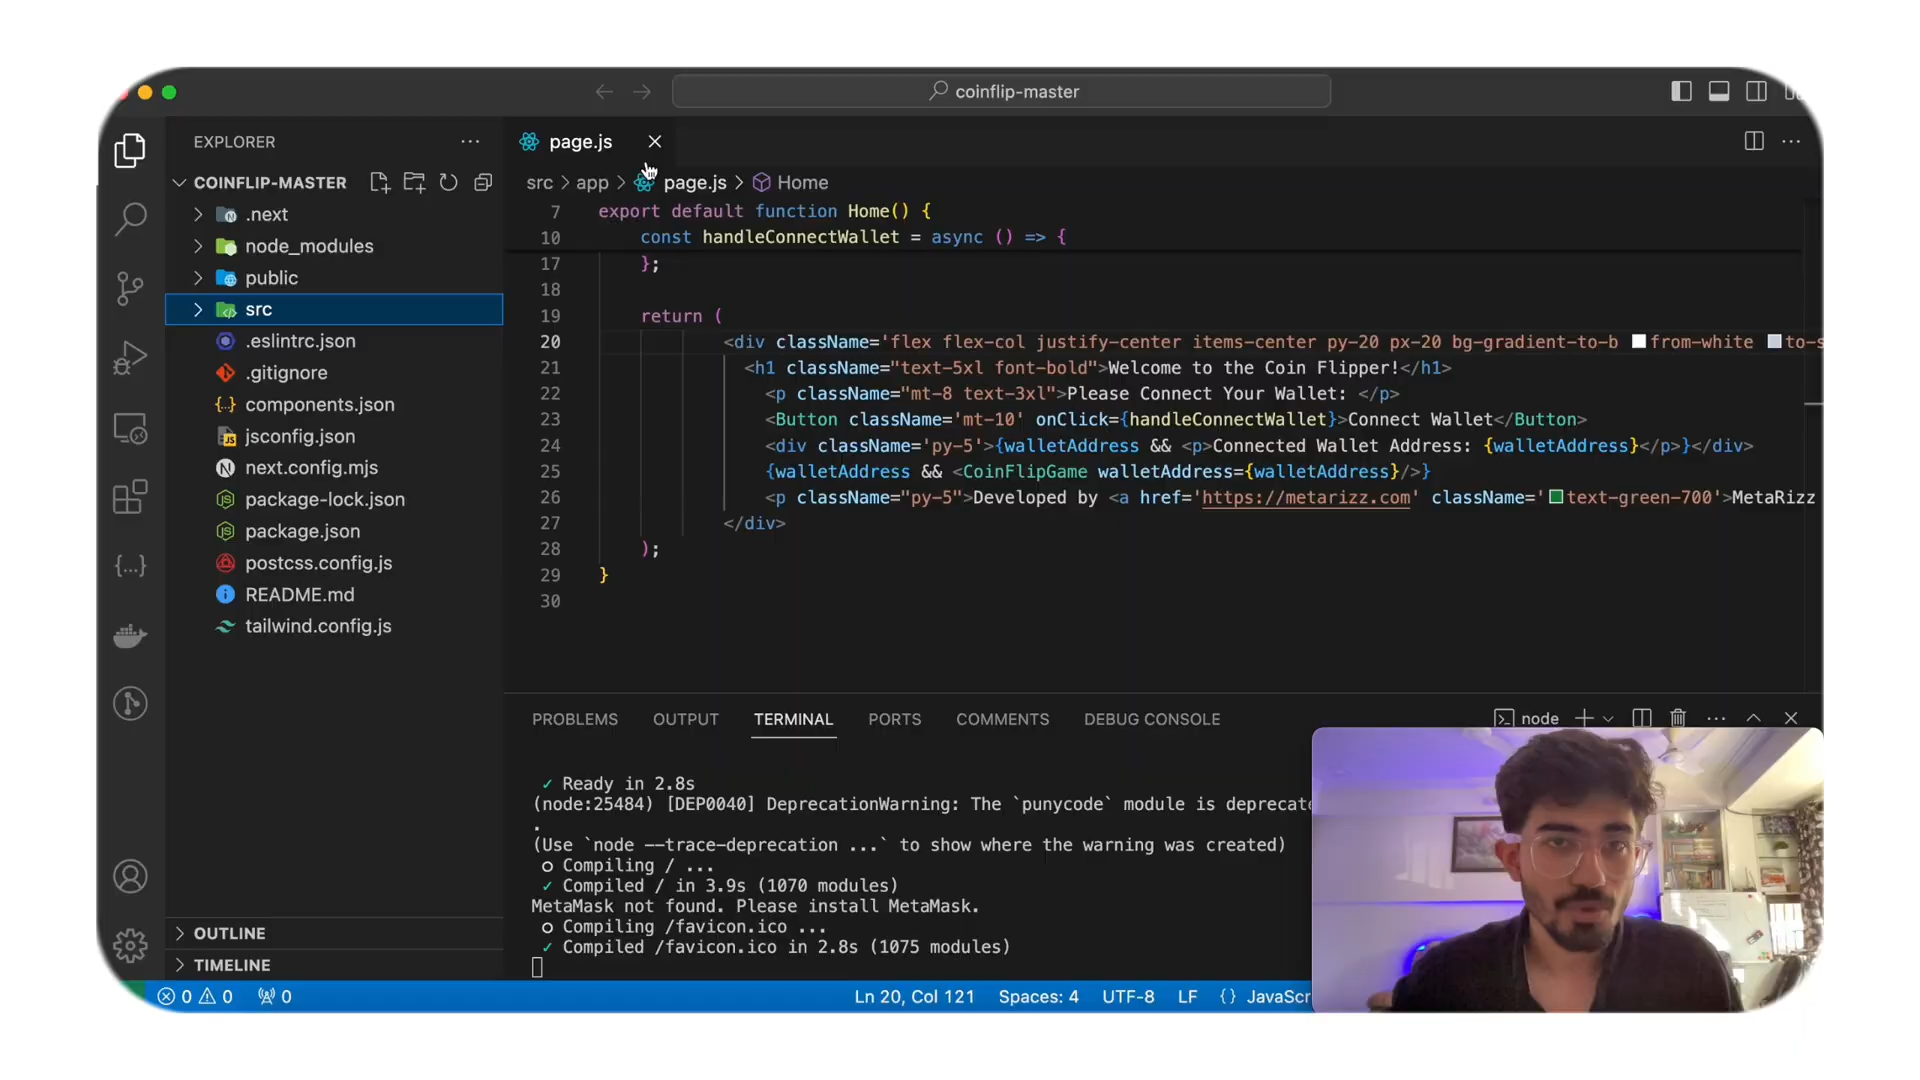 coinflip-master
EXPLORER
COINFLIP-MASTER
.next
node_modules
public
src
.eslintrc.json
.gitignore
components.json
jsconfig.json
next.config.mjs
package-lock.json
package.json
postcss.config.js
README.md
tailwind.config.js
OUTLINE
TIMELINE
page.js
src > app > page.js > Home
7 export default function Home() {
10 const handleConnectWallet = async () => {
17 };
18
19 return (
20 <div className='flex flex-col justify-center items-center py-20 px-20 bg-gradient-to-b from-white to-s
21 <h1 className="text-5xl font-bold">Welcome to the Coin Flipper!</h1>
22 <p className="mt-8 text-3xl">Please Connect Your Wallet: </p>
23 <Button className='mt-10' onClick={handleConnectWallet}>Connect Wallet</Button>
24 <div className='py-5'>{walletAddress && <p>Connected Wallet Address: {walletAddress}</p>}</div>
25 {walletAddress && <CoinFlipGame walletAddress={walletAddress}/>}
26 <p className="py-5">Developed by <a href='https://metarizz.com' className='text-green-700'>MetaRizz
27 </div>
28 );
29 }
30
PROBLEMS OUTPUT TERMINAL PORTS COMMENTS DEBUG CONSOLE
node
✓ Ready in 2.8s
(node:25484) [DEP0040] DeprecationWarning: The `punycode` module is deprecate
.
(Use `node --trace-deprecation ...` to show where the warning was created)
○ Compiling / ...
✓ Compiled / in 3.9s (1070 modules)
MetaMask not found. Please install MetaMask.
○ Compiling /favicon.ico ...
✓ Compiled /favicon.ico in 2.8s (1075 modules)
0 0 0 Ln 20, Col 121 Spaces: 4 UTF-8 LF {} JavaScr